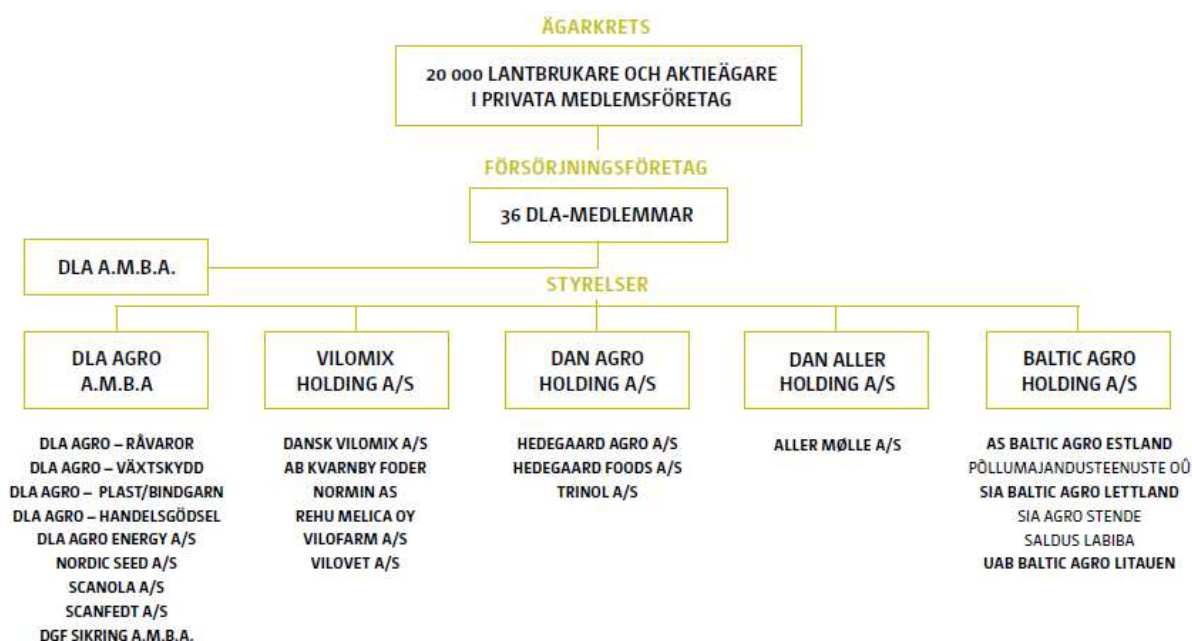 ÄGARKRETS
20 000 LANTBRUKARE OCH AKTIEÄGARE
I PRIVATA MEDLEMSFÖRETAG
FÖRSÖRJNINGSFÖRETAG
36 DLA-MEDLEMMAR
DLA A.M.B.A.
STYRELSER
DLA AGRO
A.M.B.A
DLA AGRO – RÅVAROR
DLA AGRO – VÄXTSKYDD
DLA AGRO – PLAST/BINDGARN
DLA AGRO – HANDELSGÖDSEL
DLA AGRO ENERGY A/S
NORDIC SEED A/S
SCANOLA A/S
SCANFEDT A/S
DGF SIKRING A.M.B.A.
VILOMIX
HOLDING A/S
DANSK VILOMIX A/S
AB KVARNBY FODER
NORMIN AS
REHU MELICA OY
VILOFARM A/S
VILOVET A/S
DAN AGRO
HOLDING A/S
HEDEGAARD AGRO A/S
HEDEGAARD FOODS A/S
TRINOL A/S
DAN ALLER
HOLDING A/S
ALLER MØLLE A/S
BALTIC AGRO
HOLDING A/S
AS BALTIC AGRO ESTLAND
PÕLLUMAJANDUSTEENUSTE OÛ
SIA BALTIC AGRO LETTLAND
SIA AGRO STENDE
SALDUS LABIBA
UAB BALTIC AGRO LITAUEN